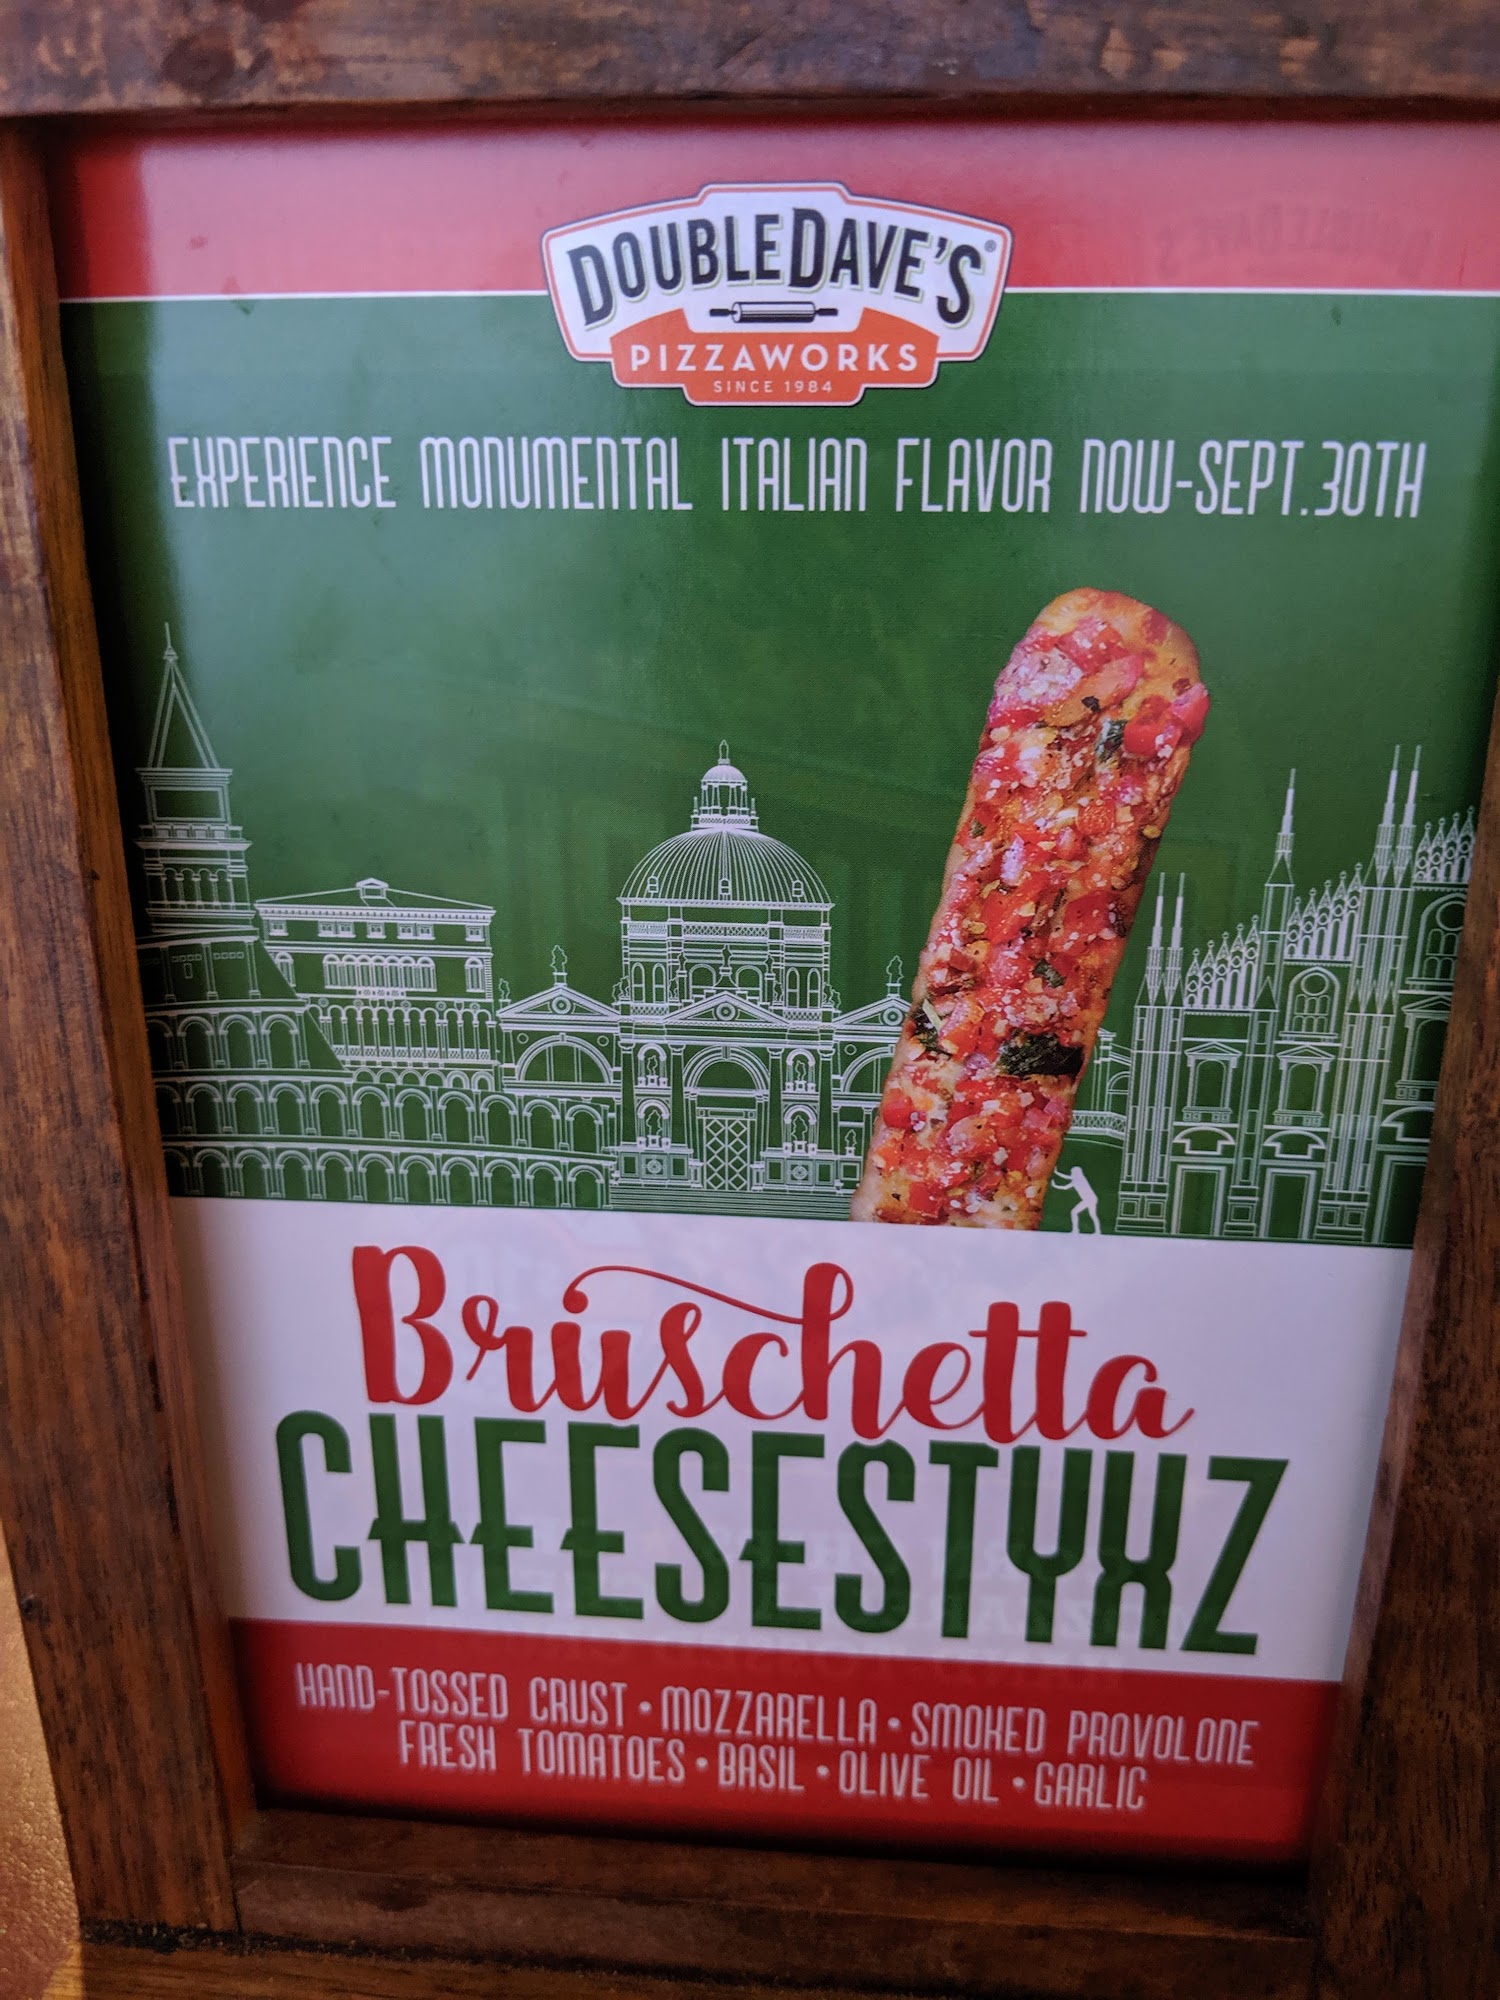 DOUBLEDAVE'S®
PIZZAWORKS
SINCE 1984
EXPERIENCE MONUMENTAL ITALIAN FLAVOR NOW-SEPT.30TH
Bruschetta
CHEESESTYXZ
HAND-TOSSED CRUST • MOZZARELLA • SMOKED PROVOLONE
FRESH TOMATOES • BASIL • OLIVE OIL • GARLIC